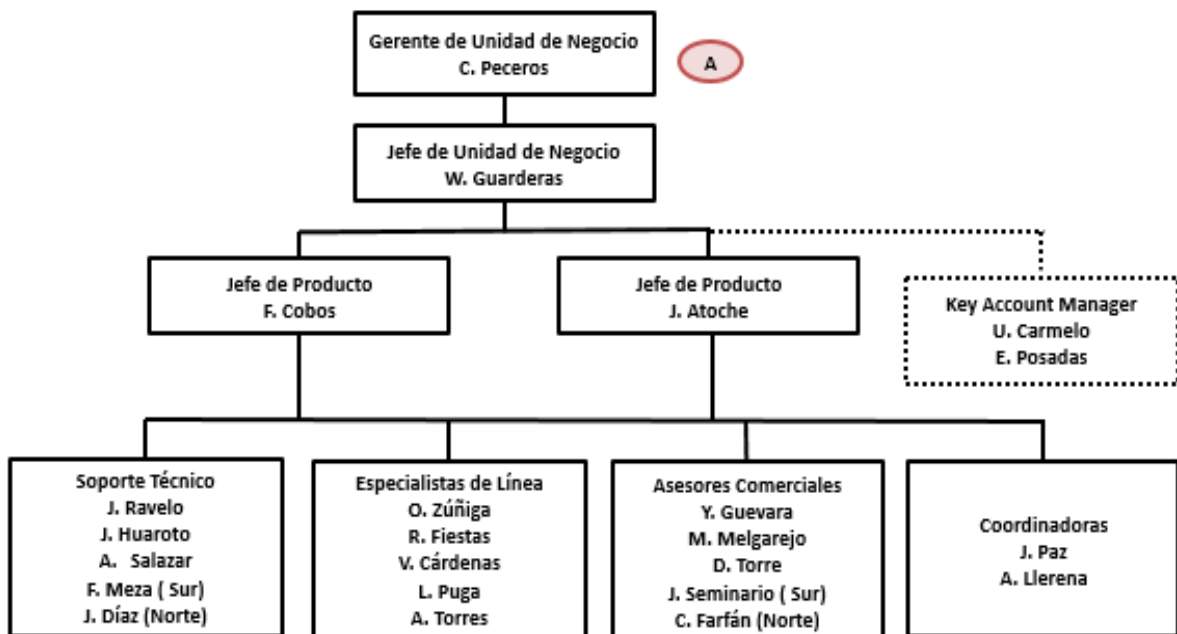 Gerente de Unidad de Negocio
C. Peceros
A
Jefe de Unidad de Negocio
W. Guarderas
Jefe de Producto
F. Cobos
Jefe de Producto
J. Atoche
Key Account Manager
U. Carmelo
E. Posadas
Soporte Técnico
J. Ravelo
J. Huaroto
A. Salazar
F. Meza ( Sur)
J. Díaz (Norte)
Especialistas de Línea
O. Zúñiga
R. Fiestas
V. Cárdenas
L. Puga
A. Torres
Asesores Comerciales
Y. Guevara
M. Melgarejo
D. Torre
J. Seminario ( Sur)
C. Farfán (Norte)
Coordinadoras
J. Paz
A. Llerena